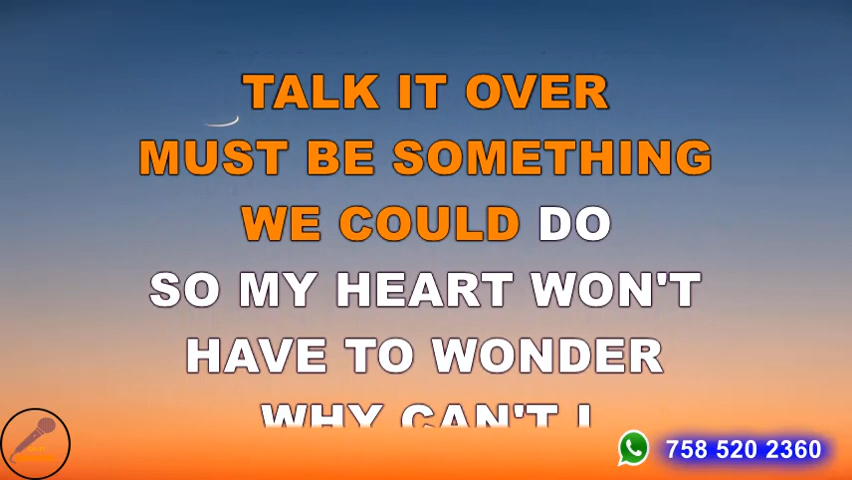 TALK IT OVER
MUST BE SOMETHING
WE COULD DO
SO MY HEART WON'T
HAVE TO WONDER
WHY CAN'T I
758 520 2360